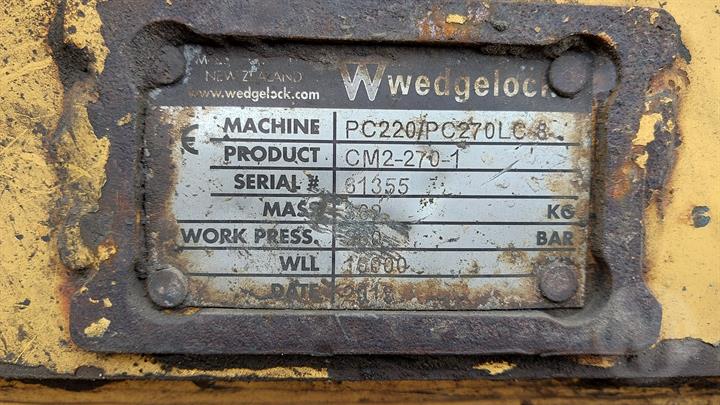 NEW ZEALAND
www.wedgelock.com
W wedgelock
CE
MACHINE PC220/PC270LC-8
PRODUCT CM2-270-1
SERIAL # 61355
MASS KG
WORK PRESS. BAR
WLL
DATE